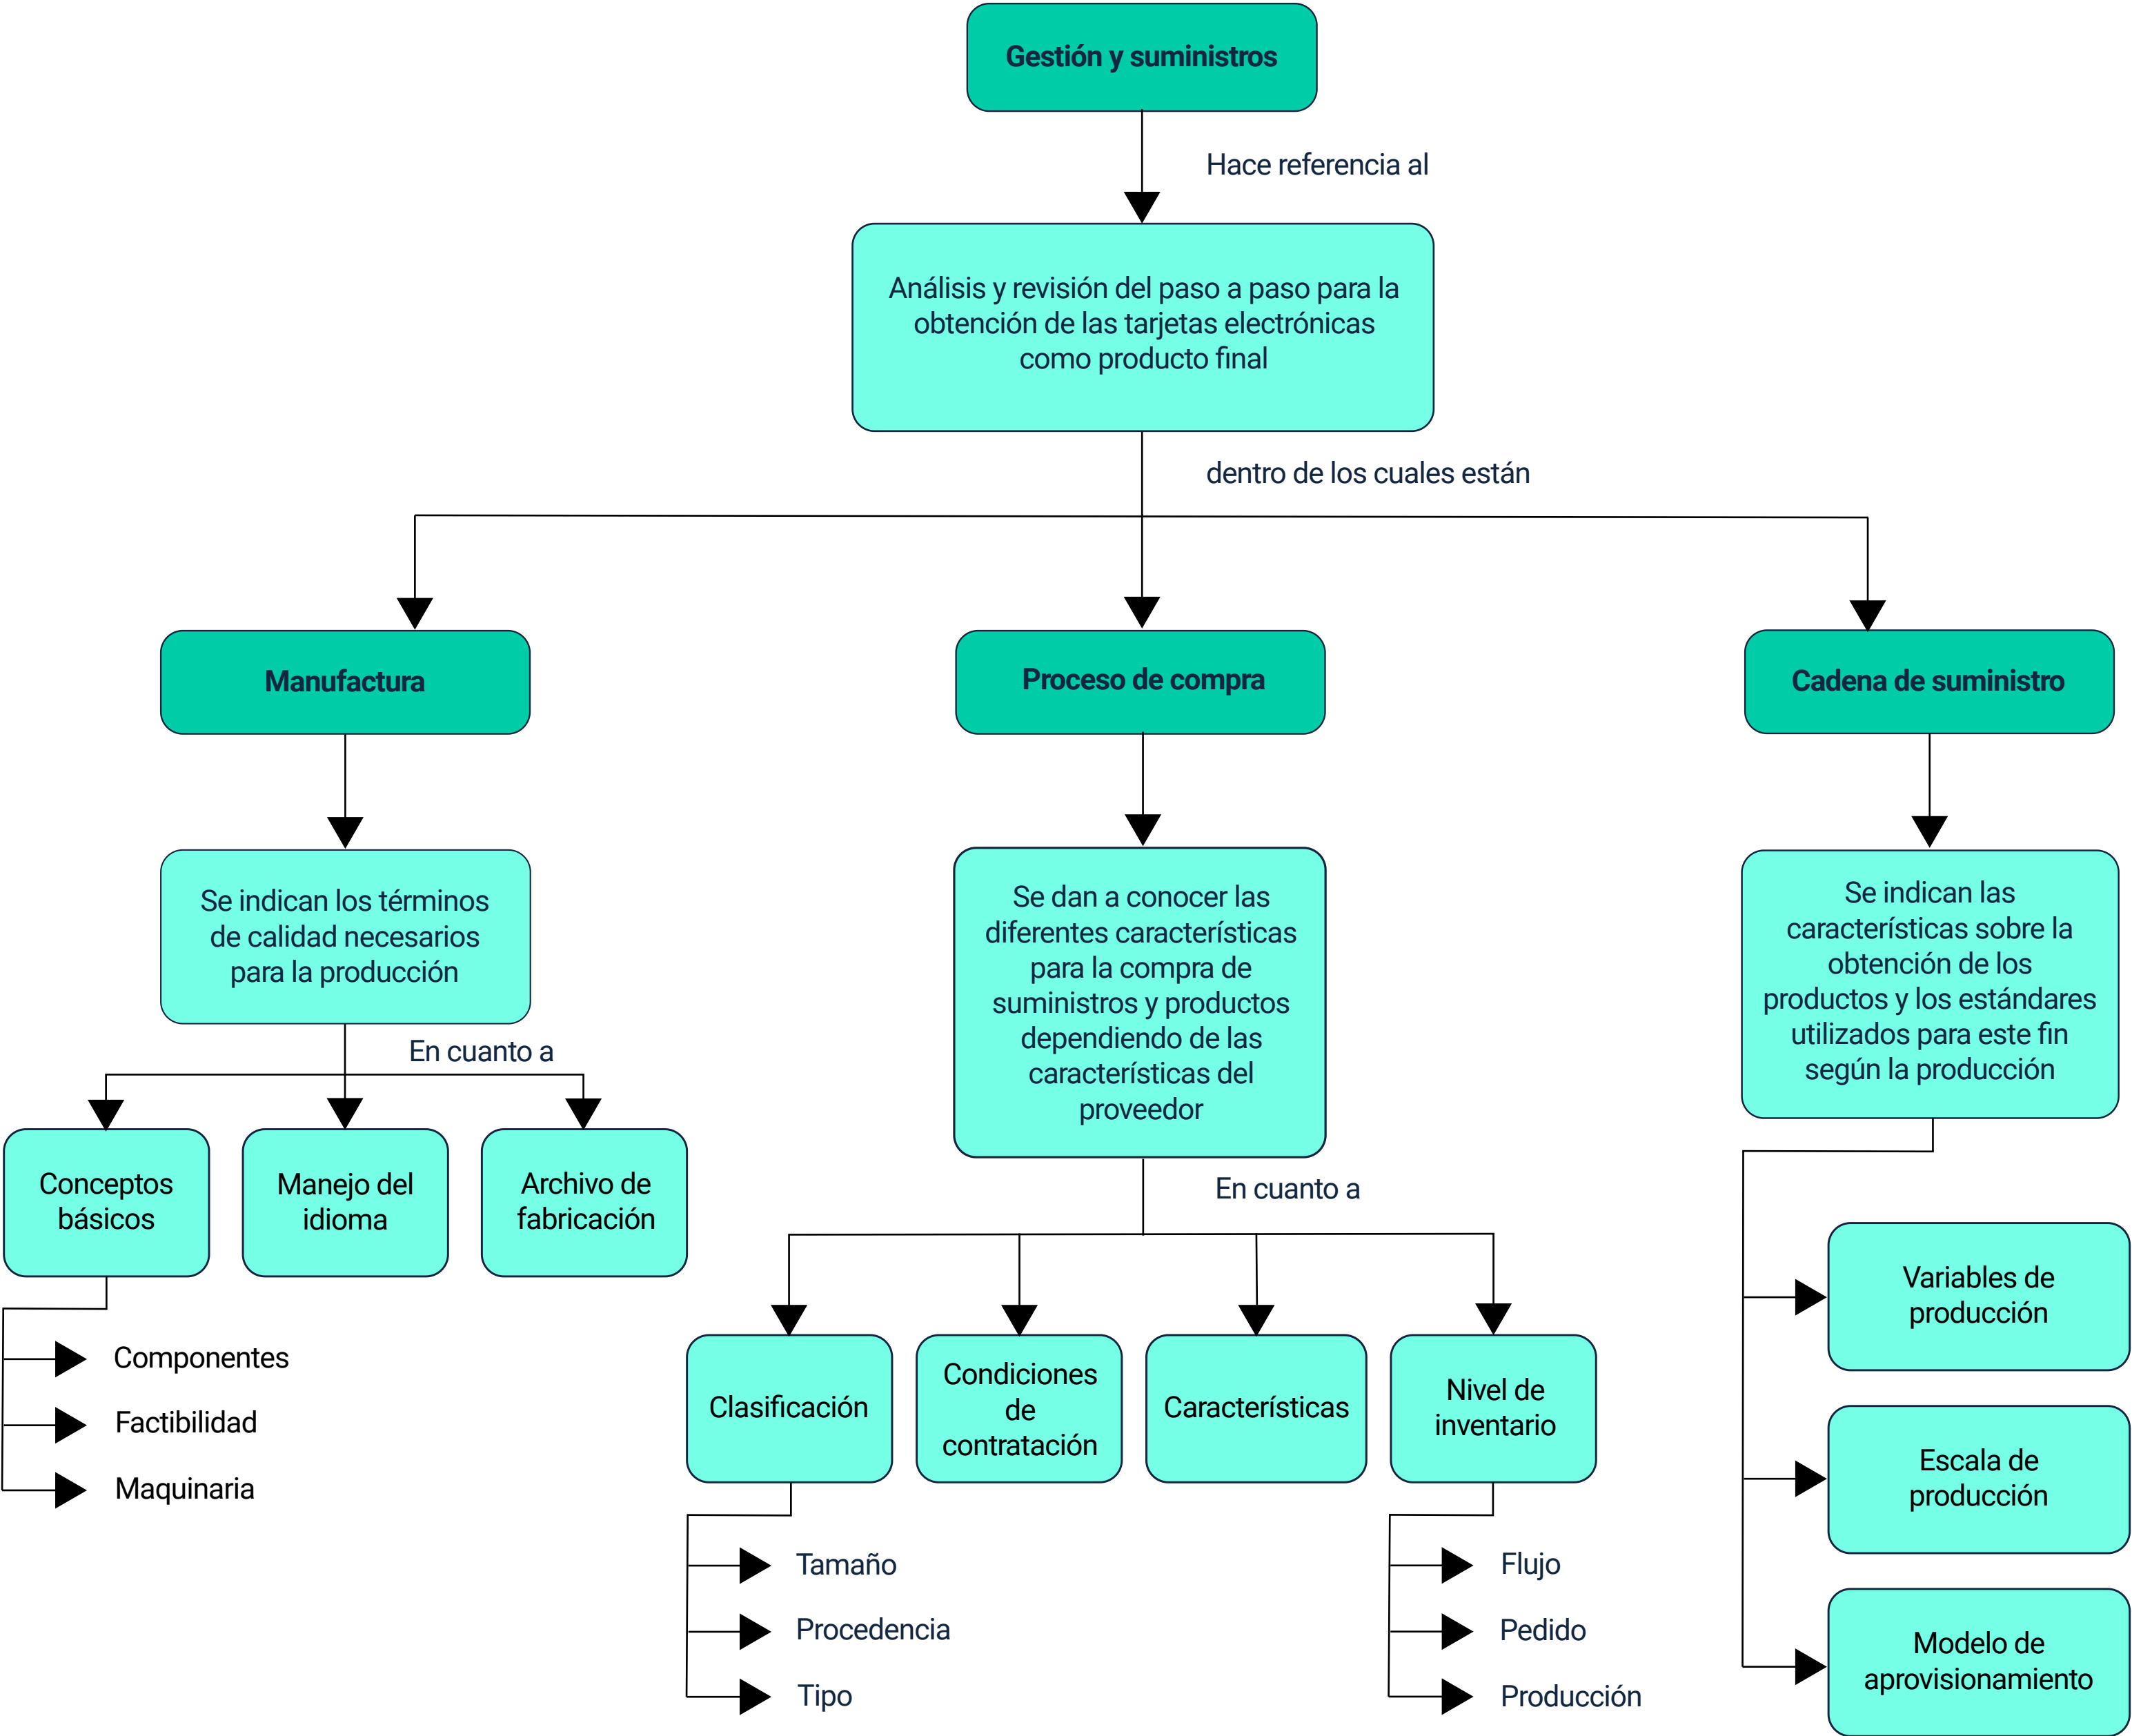 Gestión y suministros
Hace referencia al
Análisis y revisión del paso a paso para la
obtención de las tarjetas electrónicas
como producto final
dentro de los cuales están
Manufactura
Se indican los términos
de calidad necesarios
para la producción
En cuanto a
Conceptos
básicos
Componentes
Factibilidad
Maquinaria
Manejo del
idioma
Archivo de
fabricación
Proceso de compra
Se dan a conocer las
diferentes características
para la compra de
suministros y productos
dependiendo de las
características del
proveedor
En cuanto a
Clasificación
Tamaño
Procedencia
Tipo
Condiciones
de
contratación
Características
Nivel de
inventario
Flujo
Pedido
Producción
Cadena de suministro
Se indican las
características sobre la
obtención de los
productos y los estándares
utilizados para este fin
según la producción
Variables de
producción
Escala de
producción
Modelo de
aprovisionamiento